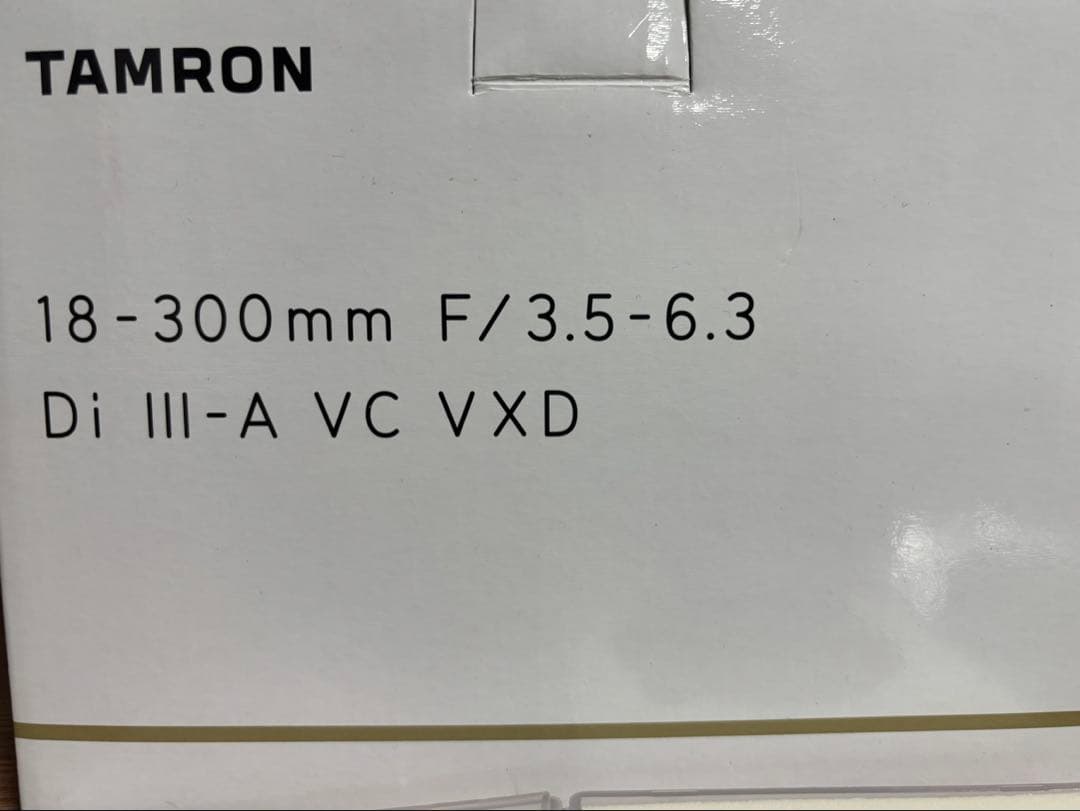 TAMRON
18-300mm F/3.5-6.3
Di III-A VC VXD